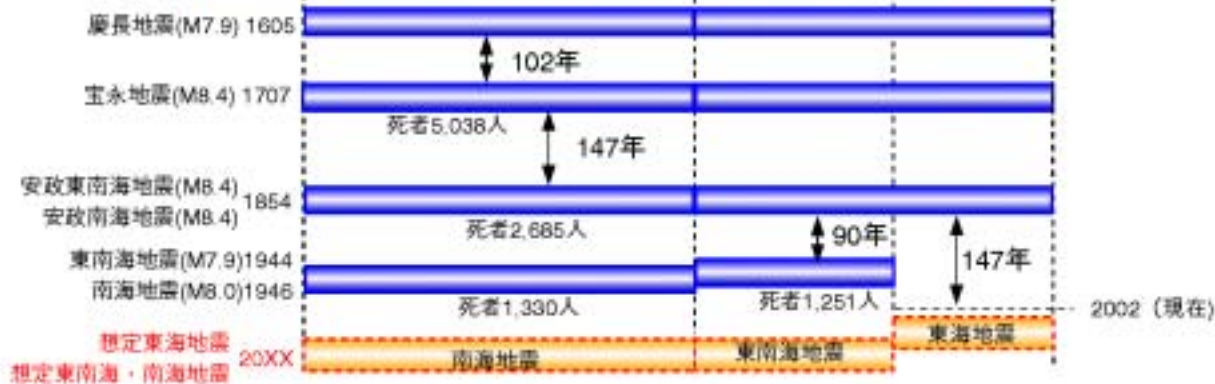 慶長地震(M7.9) 1605
102年
宝永地震(M8.4) 1707
死者5,038人
147年
安政東南海地震(M8.4)
安政南海地震(M8.4)
1854
死者2,685人
90年
147年
東南海地震(M7.9)1944
南海地震(M8.0)1946
死者1,330人
死者1,251人
2002（現在)
想定東海地震
想定東南海・南海地震
20XX
南海地震
東南海地震
東海地震